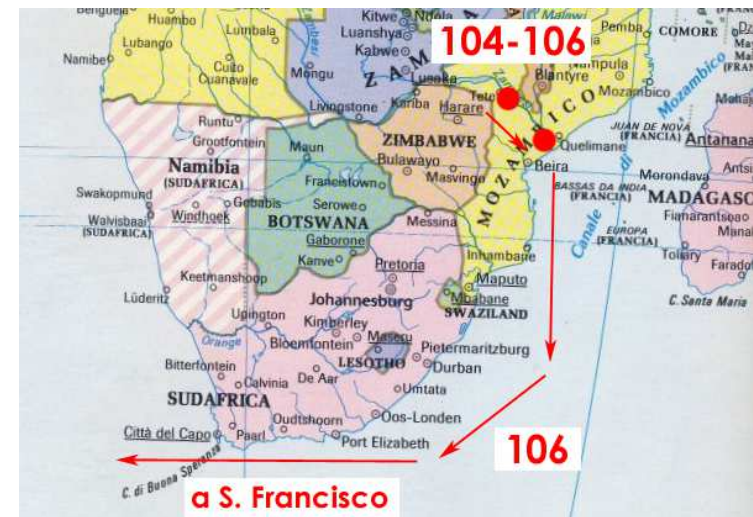 Huambo
Lumbala
Lubango
Namibe
Cuito
Cuanavale
Mongu
Kitwe
Ndola
Luanshya
Kabwe
Lusaka
Livingstone
Kariba
Harare
Tete
104-106
Malawi
Blantyre
Pemba
COMORE
Mozambico
Quelimane
Beira
MOZAMBICO
JUAN DE NOVA
(FRANCIA)
Antanana
BASSAS DA INDIA
(FRANCIA)
EUROPA
(FRANCIA)
Canale di Mozambico
Morondava
MADAGASC
Fianarantsoa
Toliary
C. Santa Maria
Runtu
Grootfontein
Namibia
(SUDAFRICA)
Swakopmund
Walvisbaai
(SUDAFRICA)
Windhoek
Gobabis
Keetmanshoop
Lüderitz
Maun
Francistown
Serowe
BOTSWANA
Gaborone
Kanye
ZIMBABWE
Bulawayo
Masvingo
Messina
Inhambane
Pretoria
Maputo
Mbabane
SWAZILAND
Johannesburg
Upington
Kimberley
Bloemfontein
Maseru
LESOTHO
Pietermaritzburg
Durban
Orange
Bitterfontein
Calvinia
De Aar
Umtata
SUDAFRICA
Oudtshoorn
Oos-Londen
Città del Capo
Paarl
Port Elizabeth
C. di Buona Speranza
106
a S. Francisco